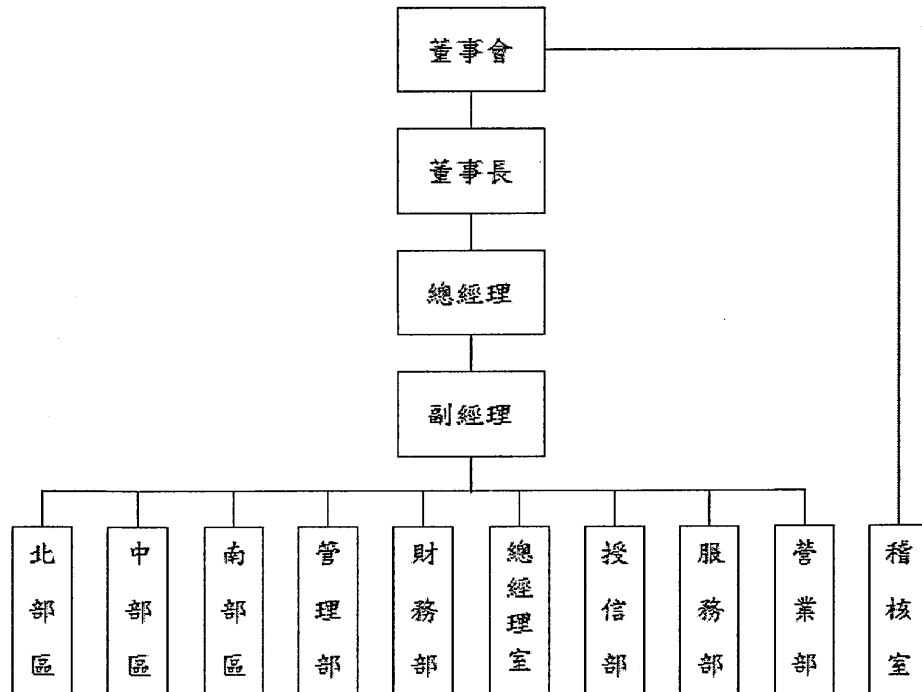 董事會
董事長
總經理
副經理
北部區
中部區
南部區
管理部
財務部
總經理室
授信部
服務部
營業部
稽核室